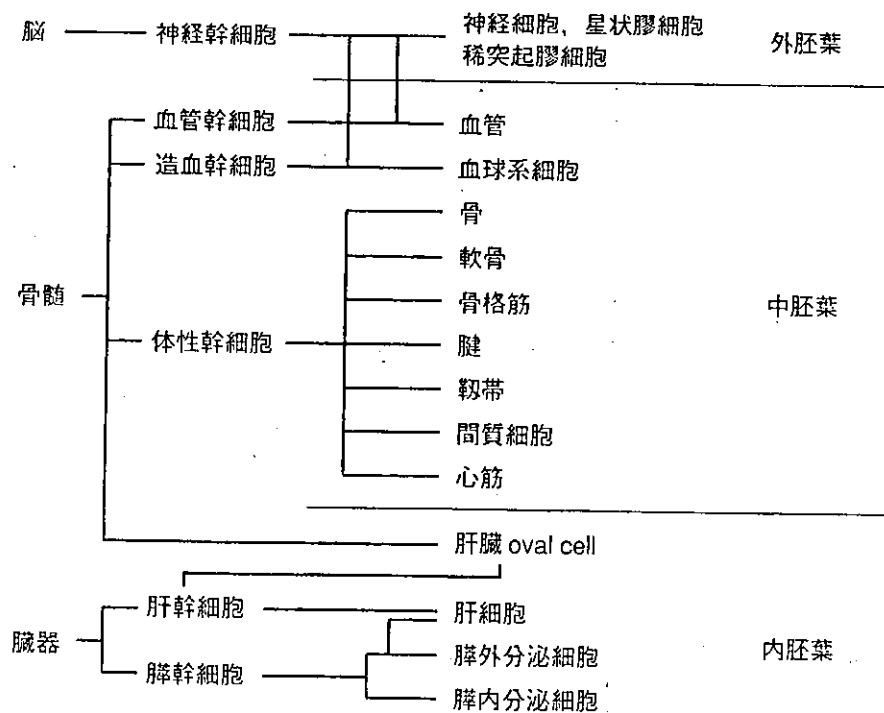 脳
神経幹細胞
神経細胞，星状膠細胞
稀突起膠細胞
外胚葉
血管幹細胞
血管
造血幹細胞
血球系細胞
骨
軟骨
骨髄
骨格筋
中胚葉
体性幹細胞
腱
靱帯
間質細胞
心筋
肝臓 oval cell
肝幹細胞
肝細胞
臓器
膵外分泌細胞
内胚葉
膵幹細胞
膵内分泌細胞